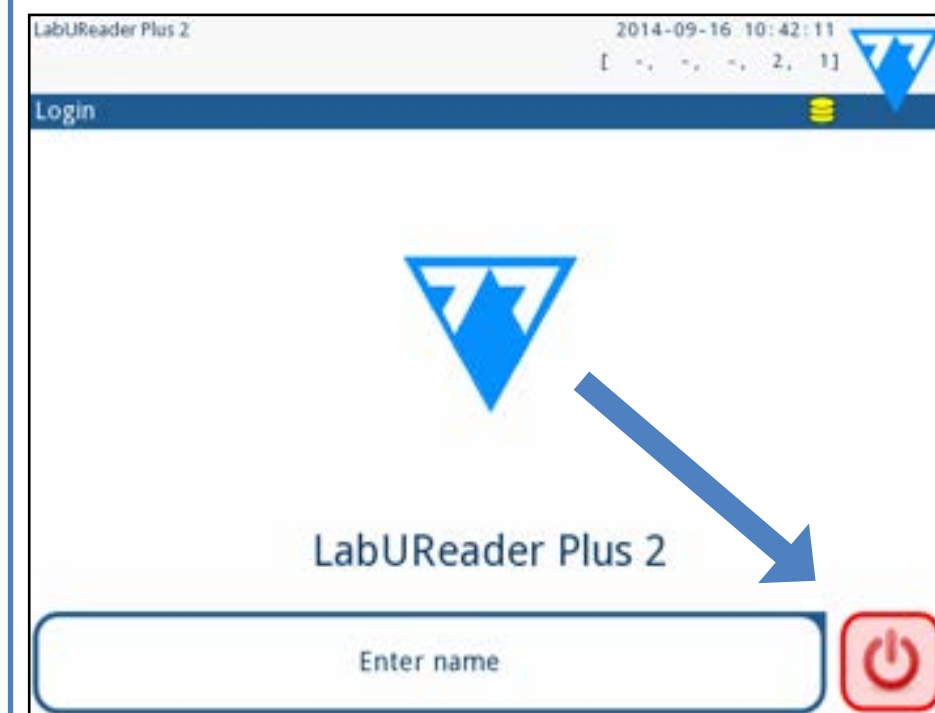 LabUReader Plus 2
2014-09-16 10:42:11
[ -, -, -, 2, 1]
Login
LabUReader Plus 2
Enter name